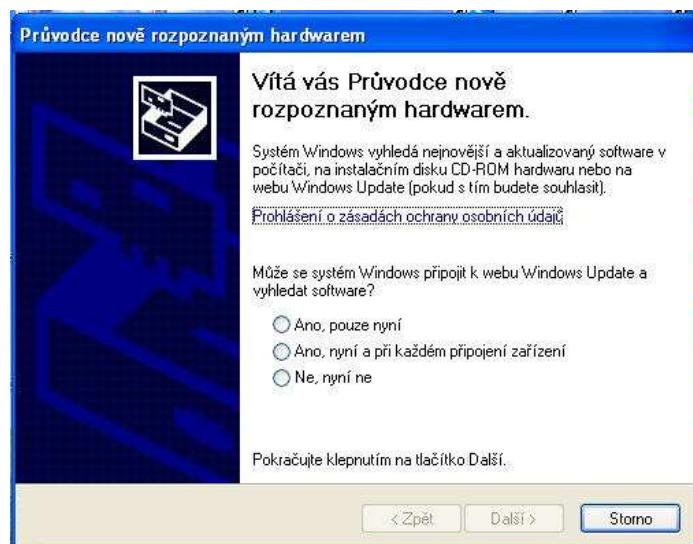 Průvodce nově rozpoznaným hardwarem
Vítá vás Průvodce nově
rozpoznaným hardwarem.
Systém Windows vyhledá nejnovější a aktualizovaný software v
počítači, na instalačním disku CD-ROM hardwaru nebo na
webu Windows Update (pokud s tím budete souhlasit).
Prohlášení o zásadách ochrany osobních údajů
Může se systém Windows připojit k webu Windows Update a
vyhledat software?
Ano, pouze nyní
Ano, nyní a při každém připojení zařízení
Ne, nyní ne
Pokračujte klepnutím na tlačítko Další.
< Zpět Další > Storno